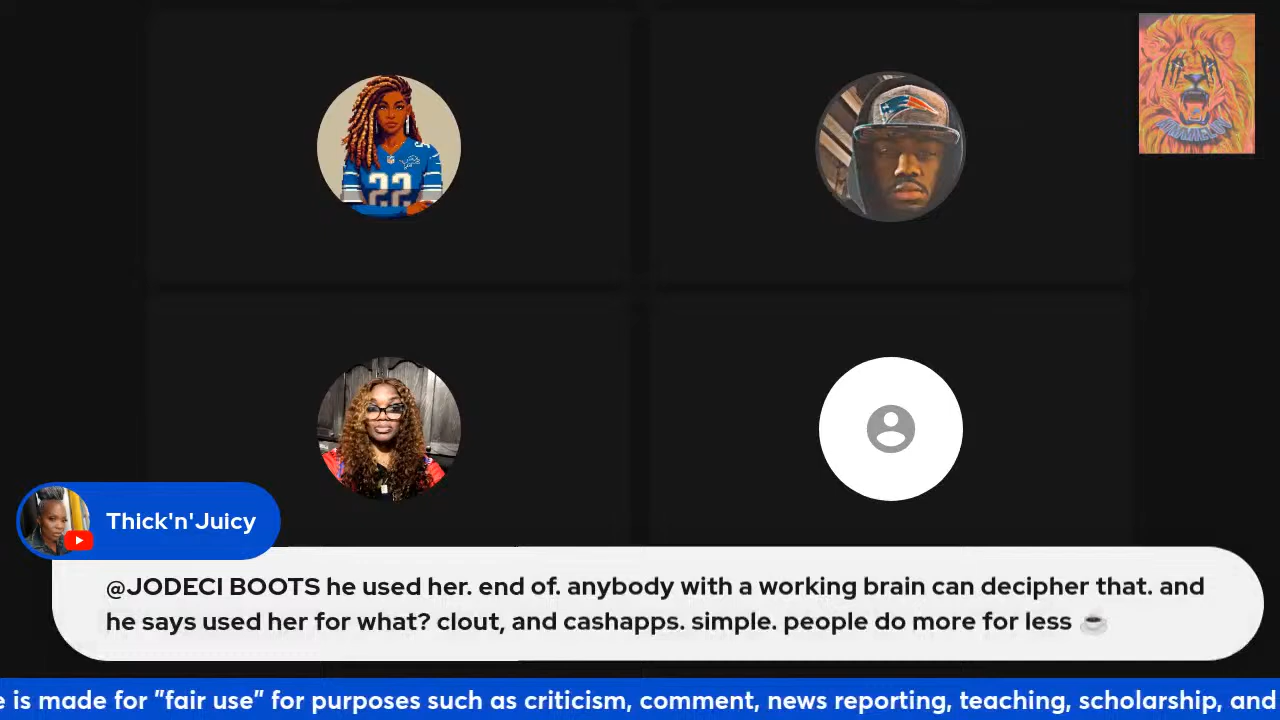 22
Thick'n'Juicy
@JODECI BOOTS he used her. end of. anybody with a working brain can decipher that. and
he says used her for what? clout, and cashapps. simple. people do more for less ☕
e is made for "fair use" for purposes such as criticism, comment, news reporting, teaching, scholarship, and